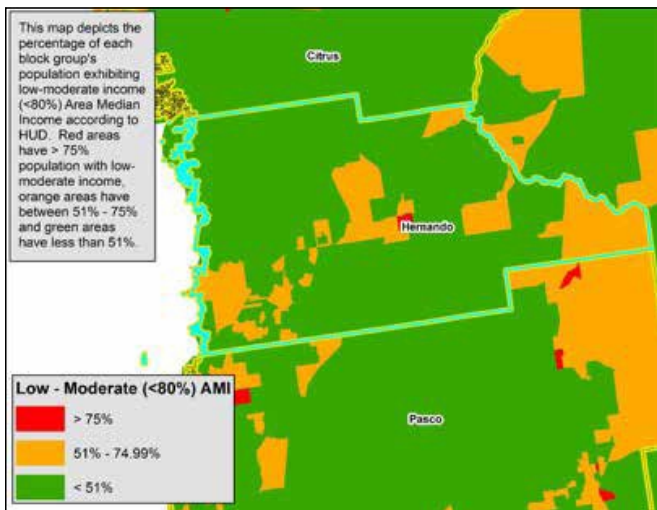 This map depicts the
percentage of each
block group's
population exhibiting
low-moderate income
(<80%) Area Median
Income according to
HUD. Red areas
have > 75%
population with low-
moderate income,
orange areas have
between 51% - 75%
and green areas
have less than 51%.
Citrus
Hernando
Pasco
Low - Moderate (<80%) AMI
> 75%
51% - 74.99%
< 51%